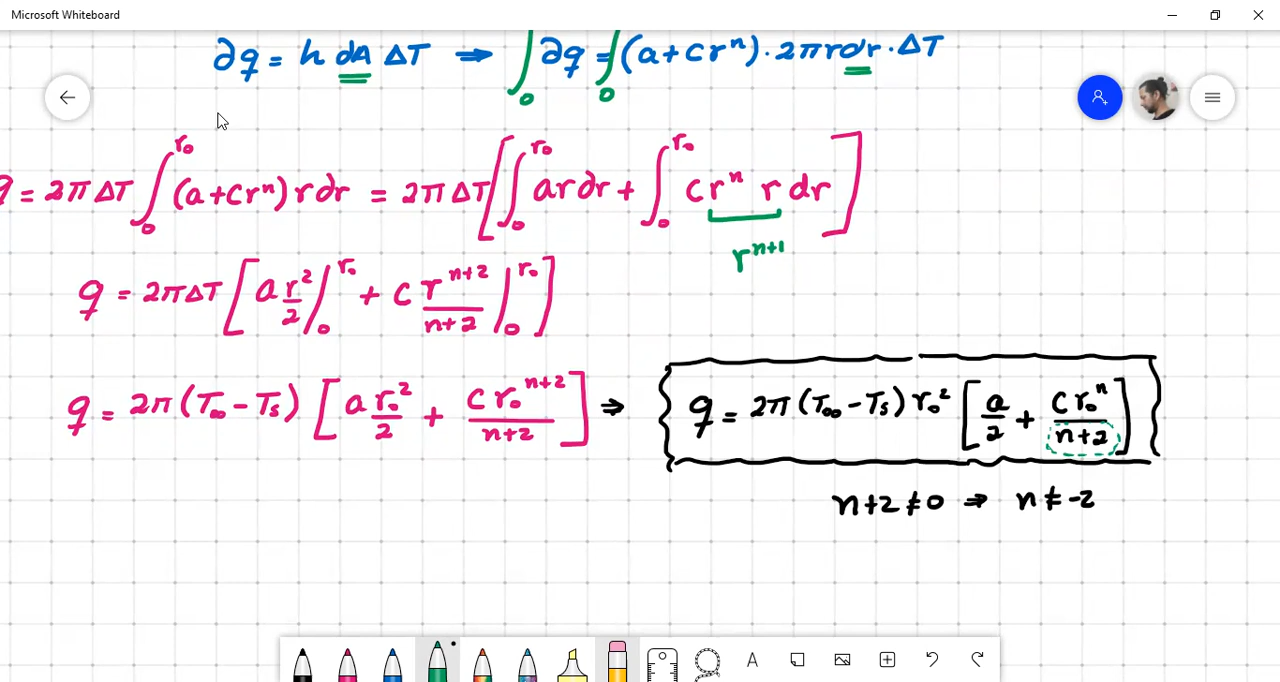 Microsoft Whiteboard
∂q = h dA ΔT → ∫₀ ∂q = ∫₀ (a+crⁿ)·2πrdr·ΔT
q = 2πΔT ∫₀^r₀ (a+crⁿ) r dr = 2πΔT [∫₀^r₀ ar dr + ∫₀^r₀ c rⁿ r dr]
rⁿ⁺¹
q = 2πΔT [a r²/2 |₀^r₀ + c rⁿ⁺²/n+2 |₀^r₀]
q = 2π(T∞ - Ts) [a r₀²/2 + c r₀ⁿ⁺²/n+2] ⇒ q = 2π(T∞ - Ts) r₀² [a/2 + c r₀ⁿ/n+2]
n+2 ≠ 0 ⇒ n ≠ -2
A